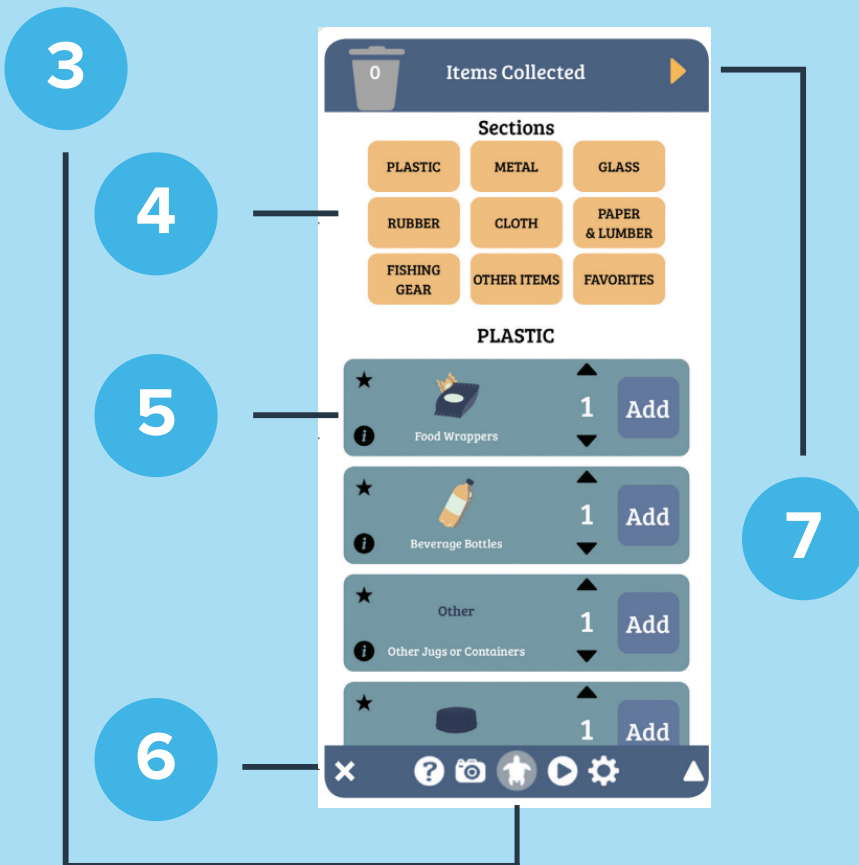 3
0
Items Collected
Sections
PLASTIC
METAL
GLASS
4
RUBBER
CLOTH
PAPER
& LUMBER
FISHING
GEAR
OTHER ITEMS
FAVORITES
PLASTIC
5
1
Add
i
Food Wrappers
1
Add
i
Beverage Bottles
7
Other
1
Add
i
Other Jugs or Containers
6
1
Add
?